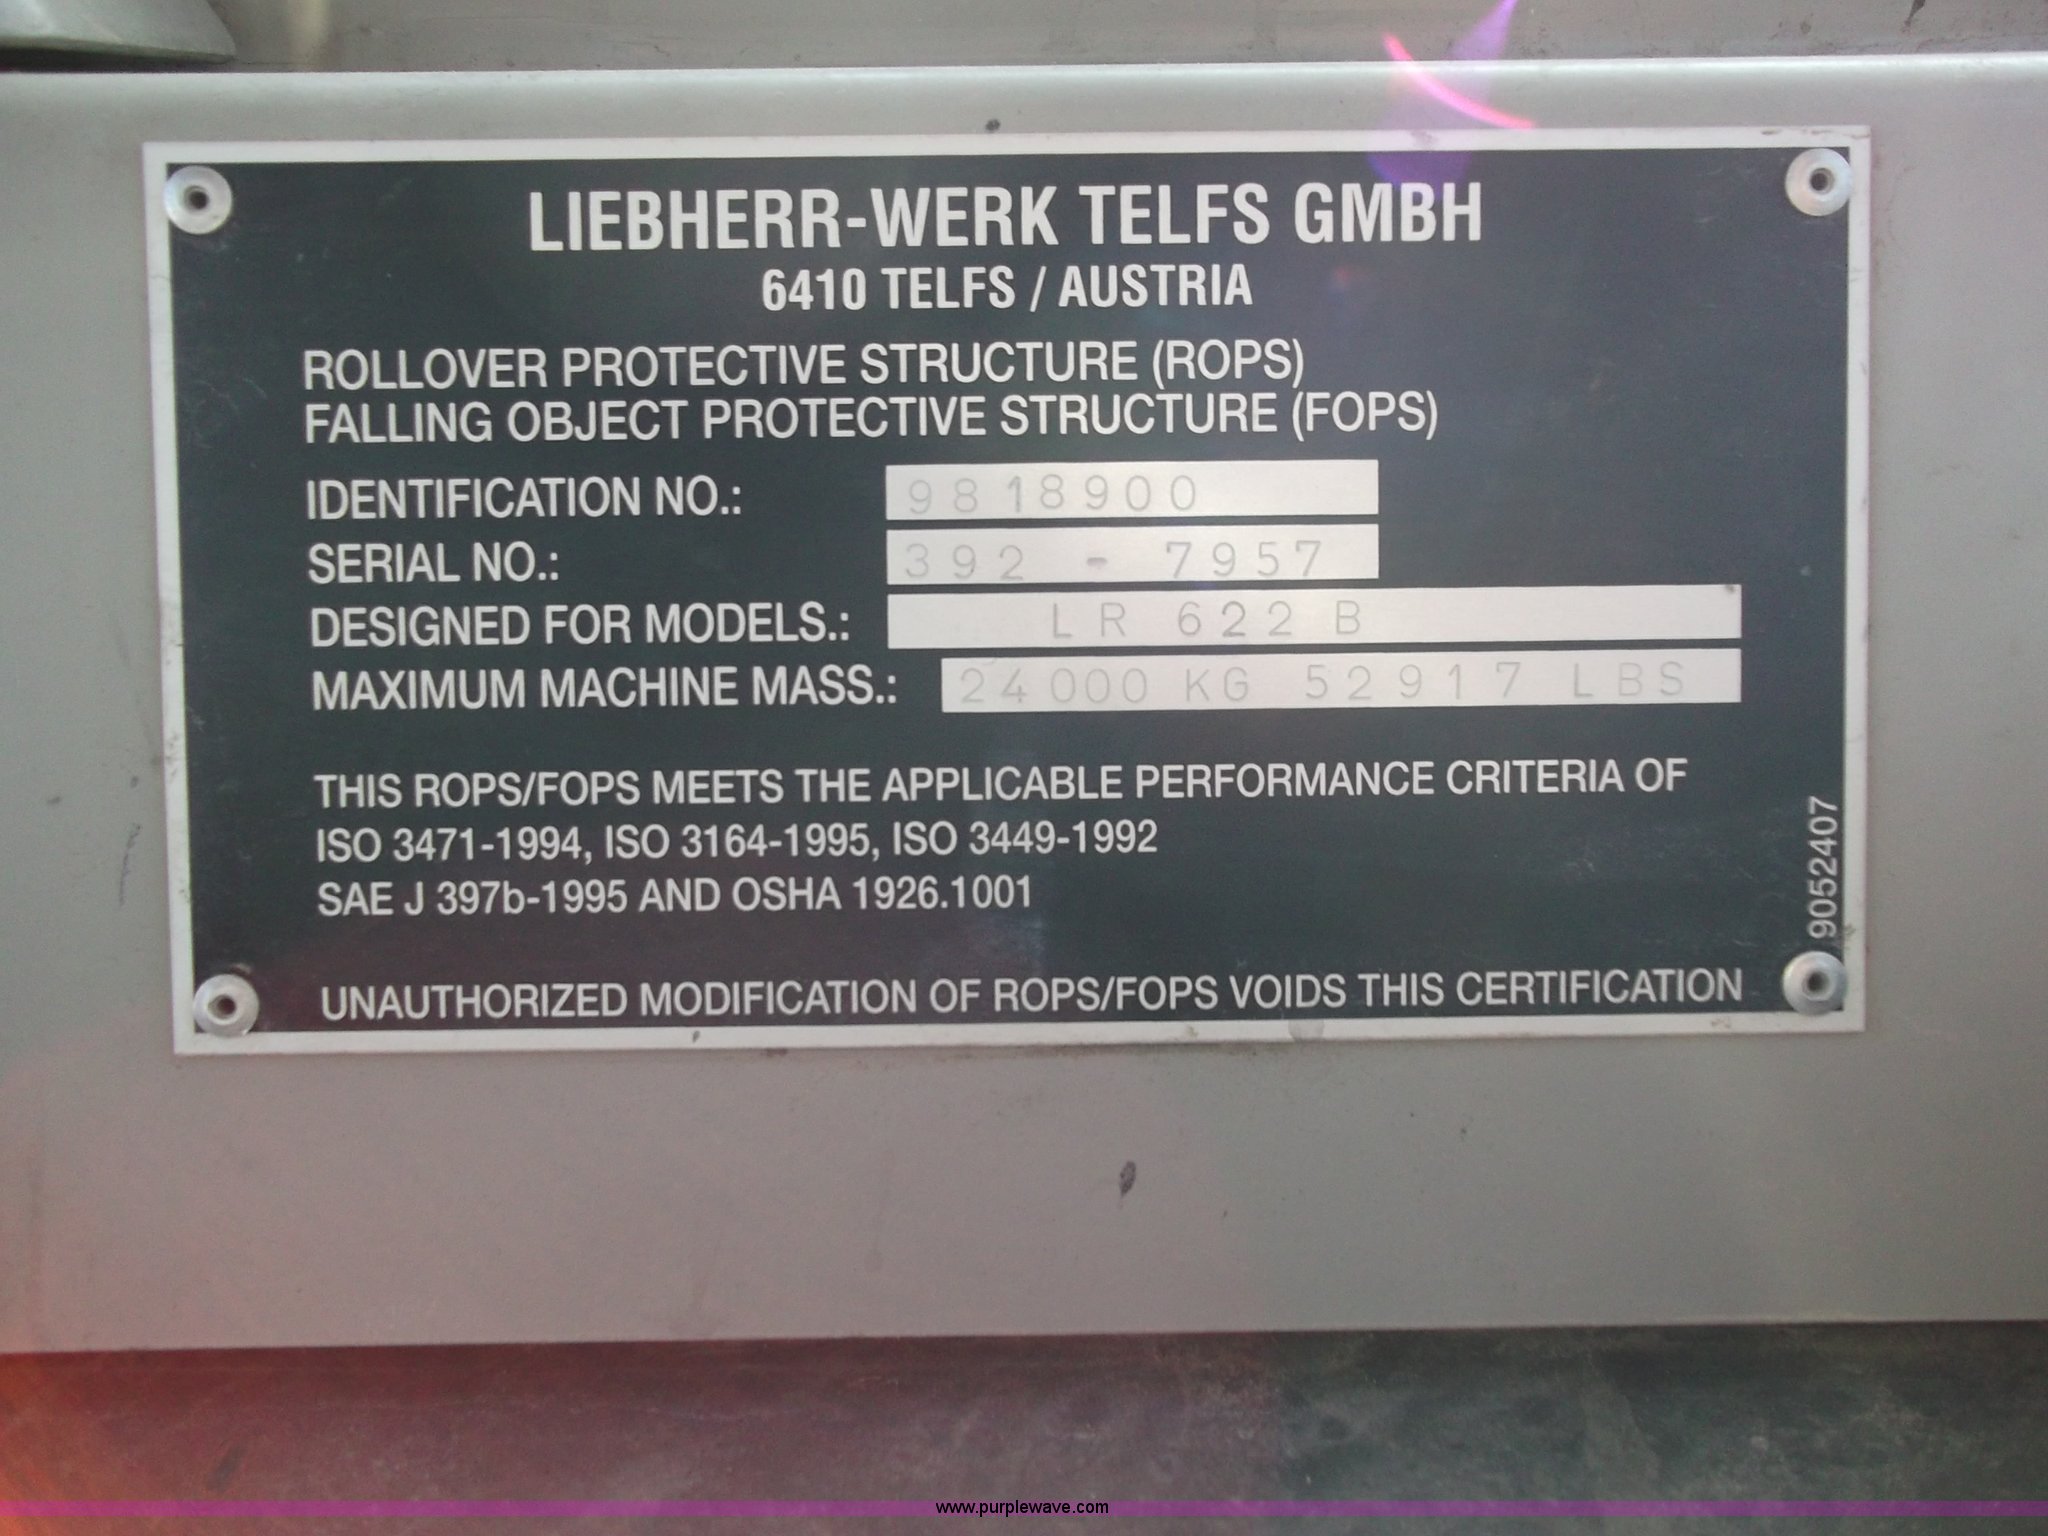 LIEBHERR-WERK TELFS GMBH
6410 TELFS / AUSTRIA
ROLLOVER PROTECTIVE STRUCTURE (ROPS)
FALLING OBJECT PROTECTIVE STRUCTURE (FOPS)
IDENTIFICATION NO.: 9818900
SERIAL NO.: 392 - 7957
DESIGNED FOR MODELS.: LR 622 B
MAXIMUM MACHINE MASS.: 24000 KG 52917 LBS
THIS ROPS/FOPS MEETS THE APPLICABLE PERFORMANCE CRITERIA OF
ISO 3471-1994, ISO 3164-1995, ISO 3449-1992
SAE J 397b-1995 AND OSHA 1926.1001
UNAUTHORIZED MODIFICATION OF ROPS/FOPS VOIDS THIS CERTIFICATION
9052407
www.purplewave.com